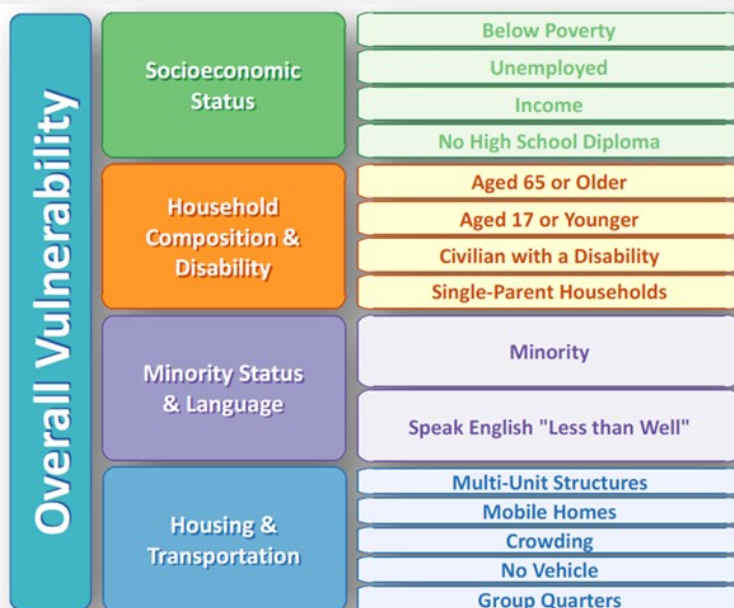 Overall Vulnerability
Socioeconomic
Status
Below Poverty
Unemployed
Income
No High School Diploma
Household
Composition &
Disability
Aged 65 or Older
Aged 17 or Younger
Civilian with a Disability
Single-Parent Households
Minority Status
& Language
Minority
Speak English "Less than Well"
Housing &
Transportation
Multi-Unit Structures
Mobile Homes
Crowding
No Vehicle
Group Quarters